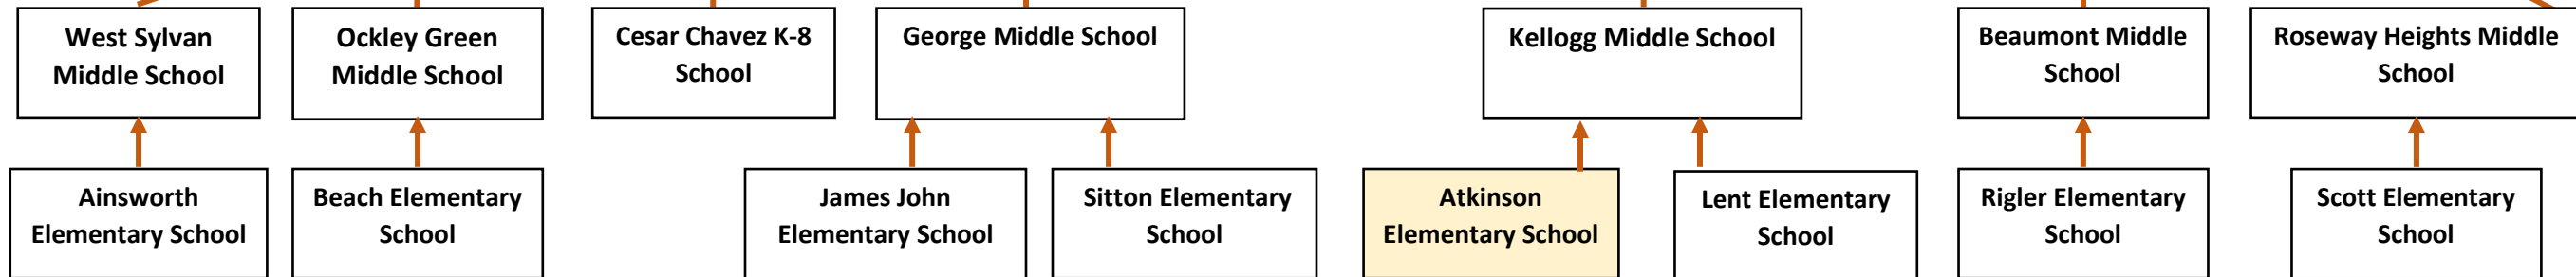 West Sylvan
Middle School
Ockley Green
Middle School
Cesar Chavez K-8
School
George Middle School
Kellogg Middle School
Beaumont Middle
School
Roseway Heights Middle
School
Ainsworth
Elementary School
Beach Elementary
School
James John
Elementary School
Sitton Elementary
School
Atkinson
Elementary School
Lent Elementary
School
Rigler Elementary
School
Scott Elementary
School